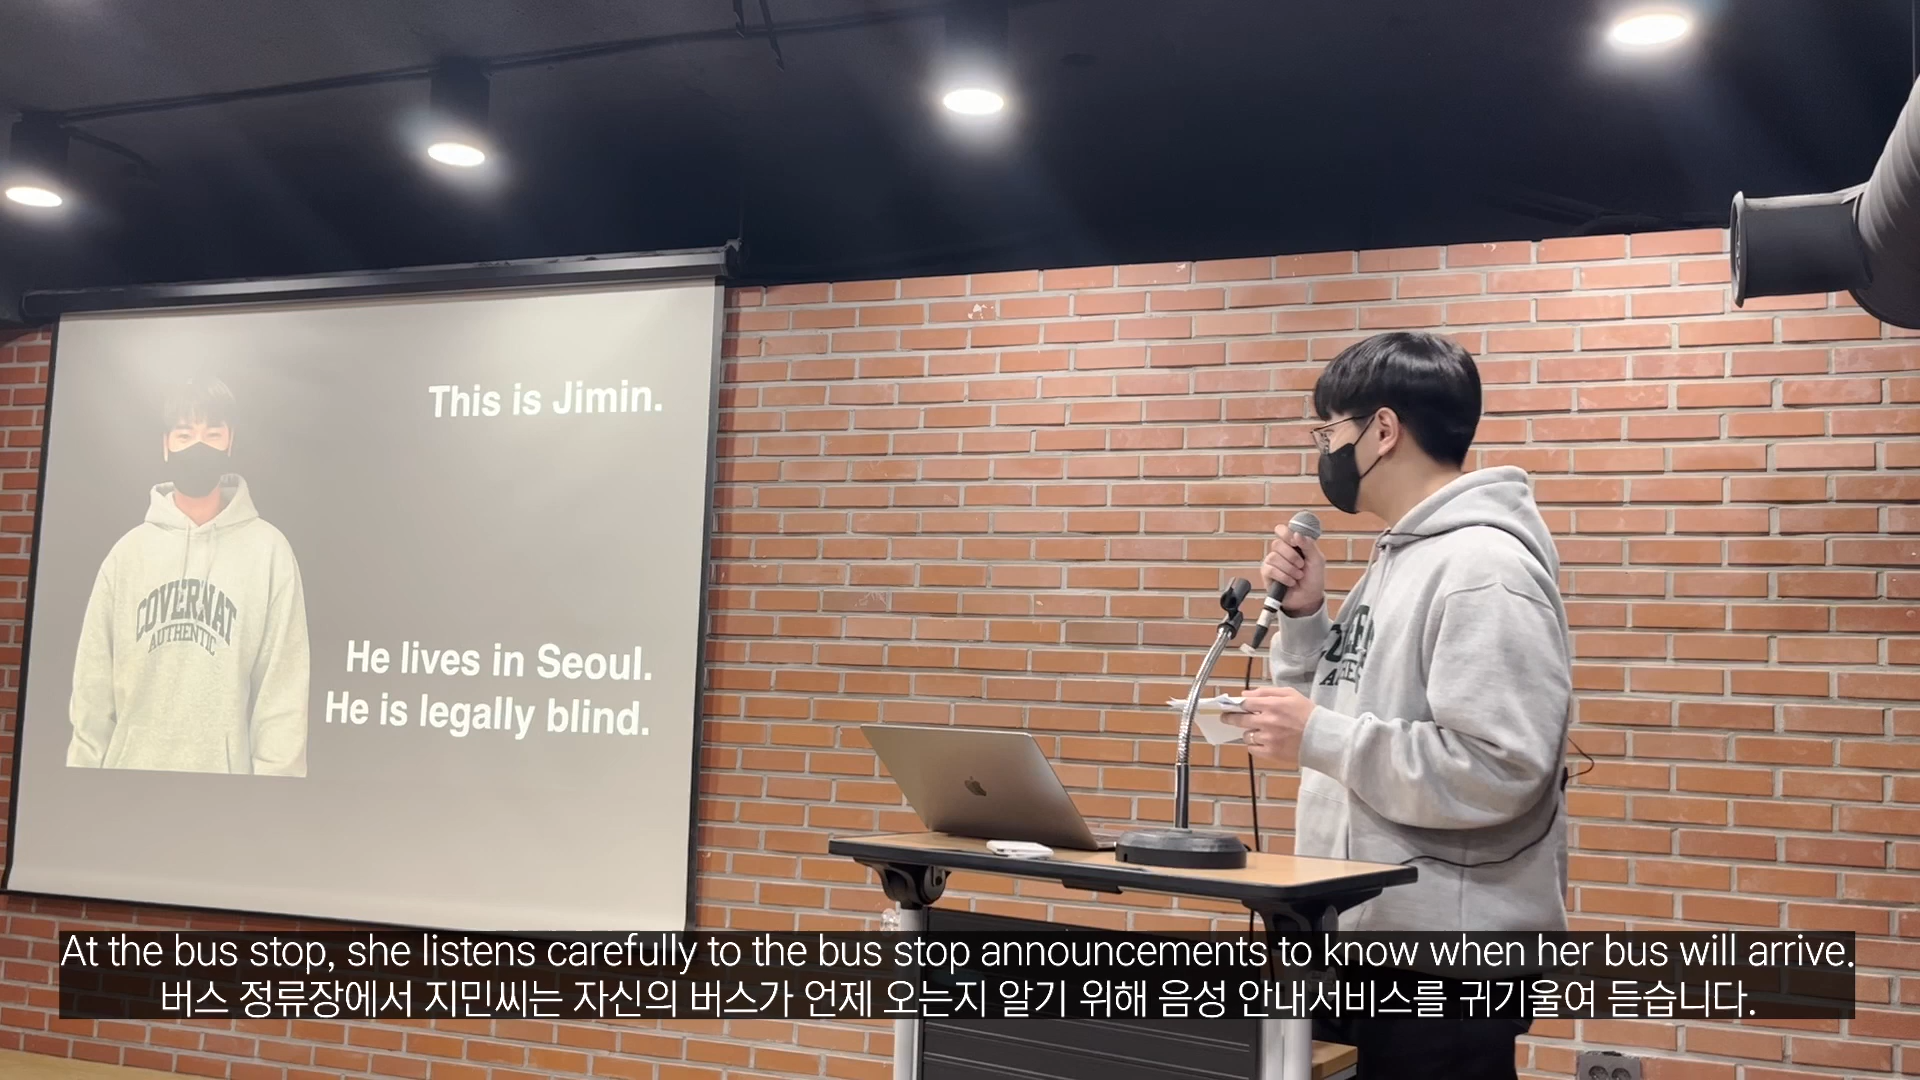 This is Jimin.
COVERNAT
AUTHENTIC
He lives in Seoul.
He is legally blind.
At the bus stop, she listens carefully to the bus stop announcements to know when her bus will arrive.
버스 정류장에서 지민씨는 자신의 버스가 언제 오는지 알기 위해 음성 안내서비스를 귀기울여 듣습니다.